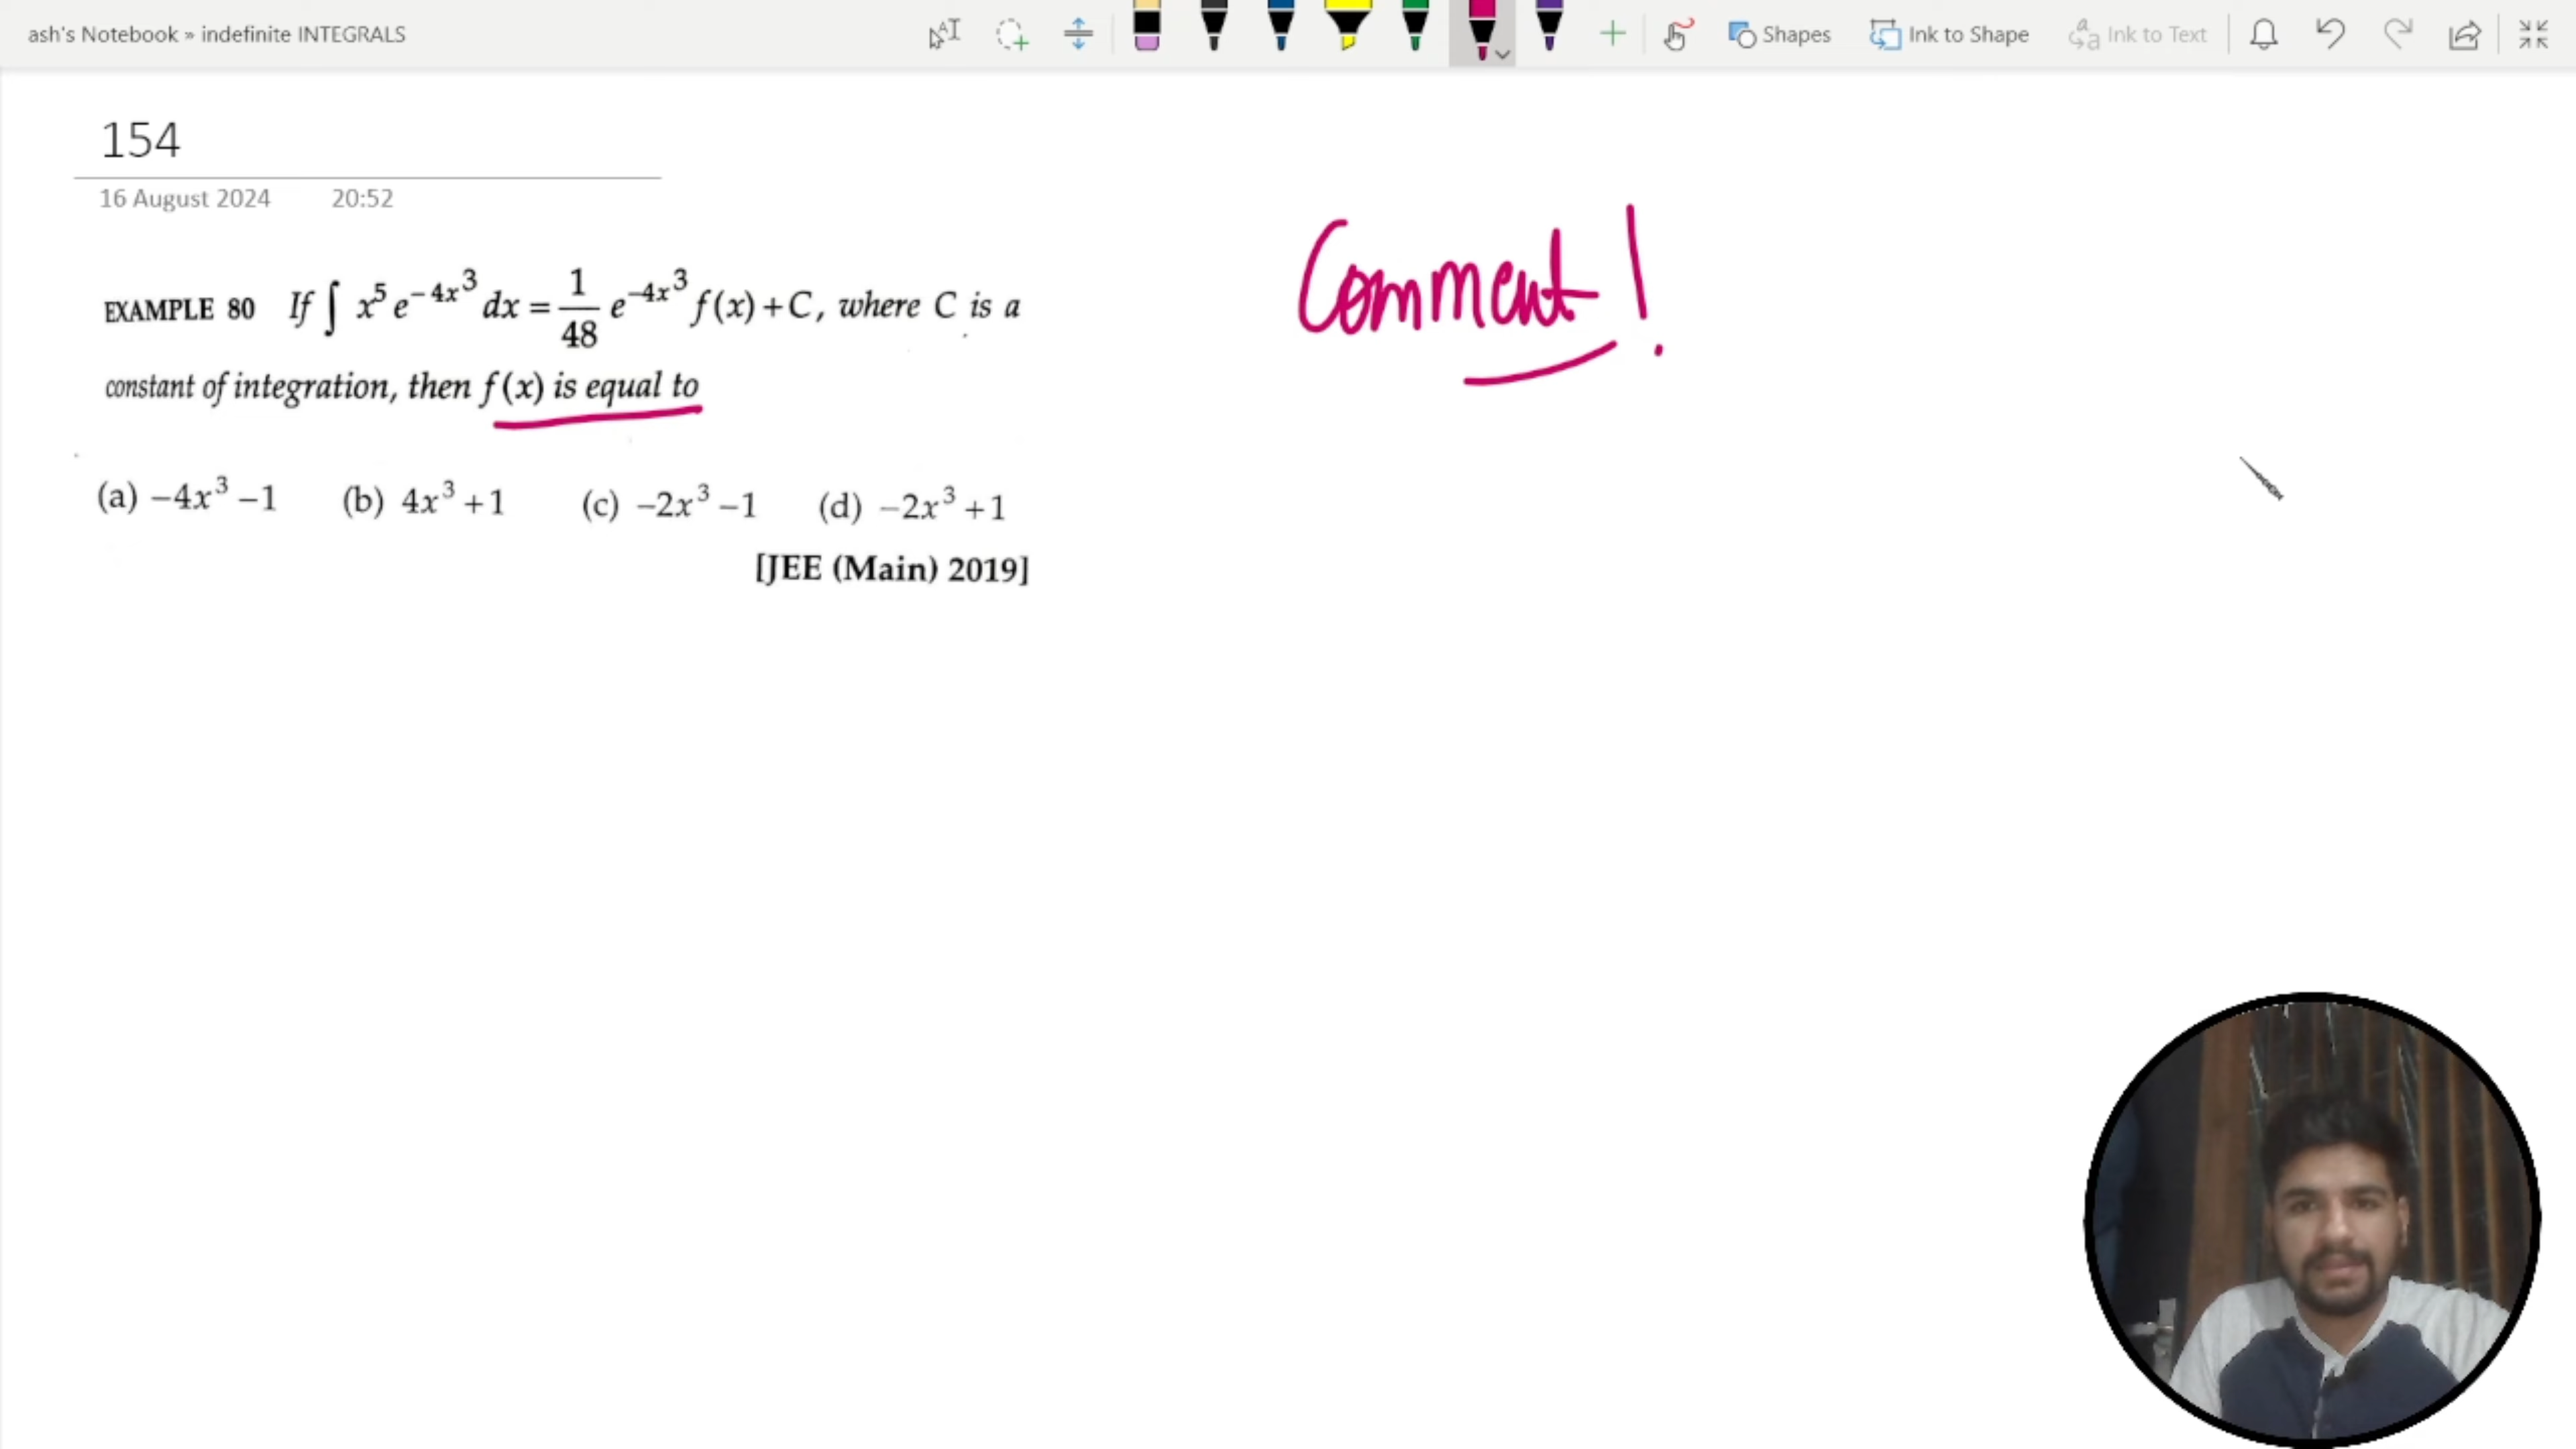 ash's Notebook » indefinite INTEGRALS
Shapes
Ink to Shape
Ink to Text
154
16 August 2024 20:52
EXAMPLE 80 If ∫ x⁵ e^{-4x³} dx = 1/48 e^{-4x³} f(x) + C, where C is a
constant of integration, then f(x) is equal to
(a) −4x³ −1 (b) 4x³ +1 (c) −2x³ −1 (d) −2x³ +1
[JEE (Main) 2019]
Comment!